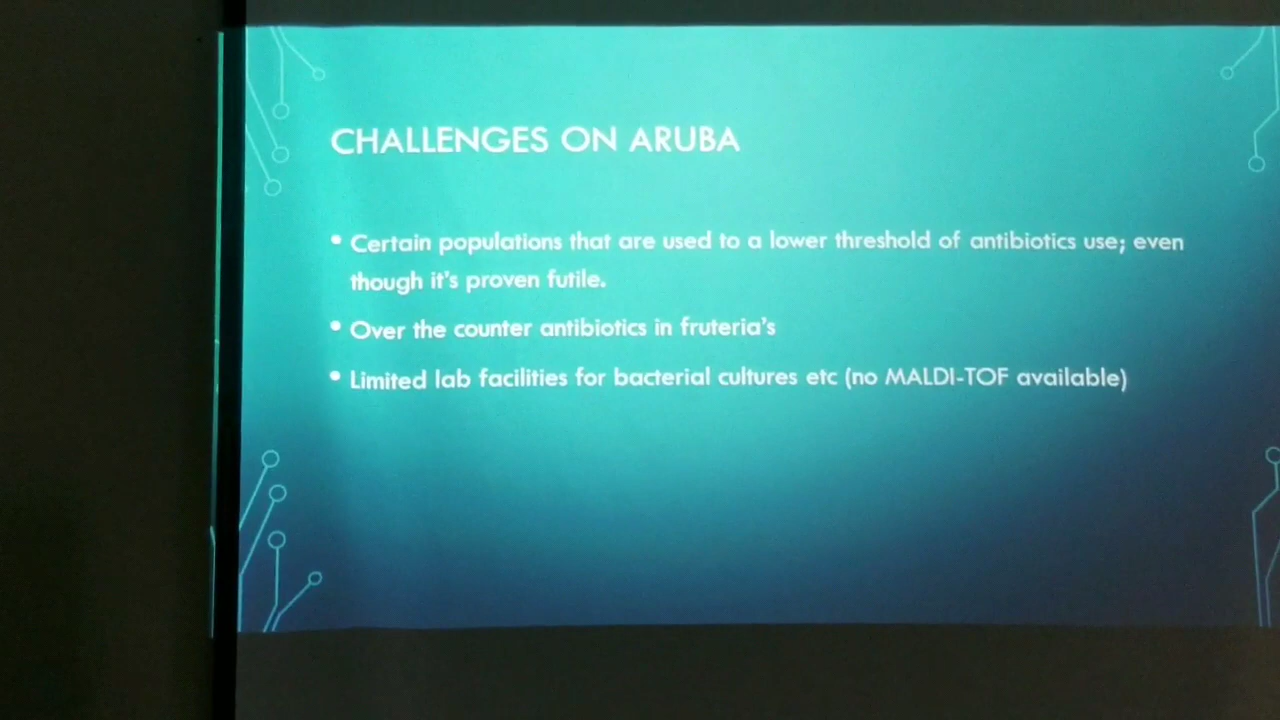 CHALLENGES ON ARUBA
• Certain populations that are used to a lower threshold of antibiotics use; even
though it's proven futile.
• Over the counter antibiotics in fruteria's
• Limited lab facilities for bacterial cultures etc (no MALDI-TOF available)